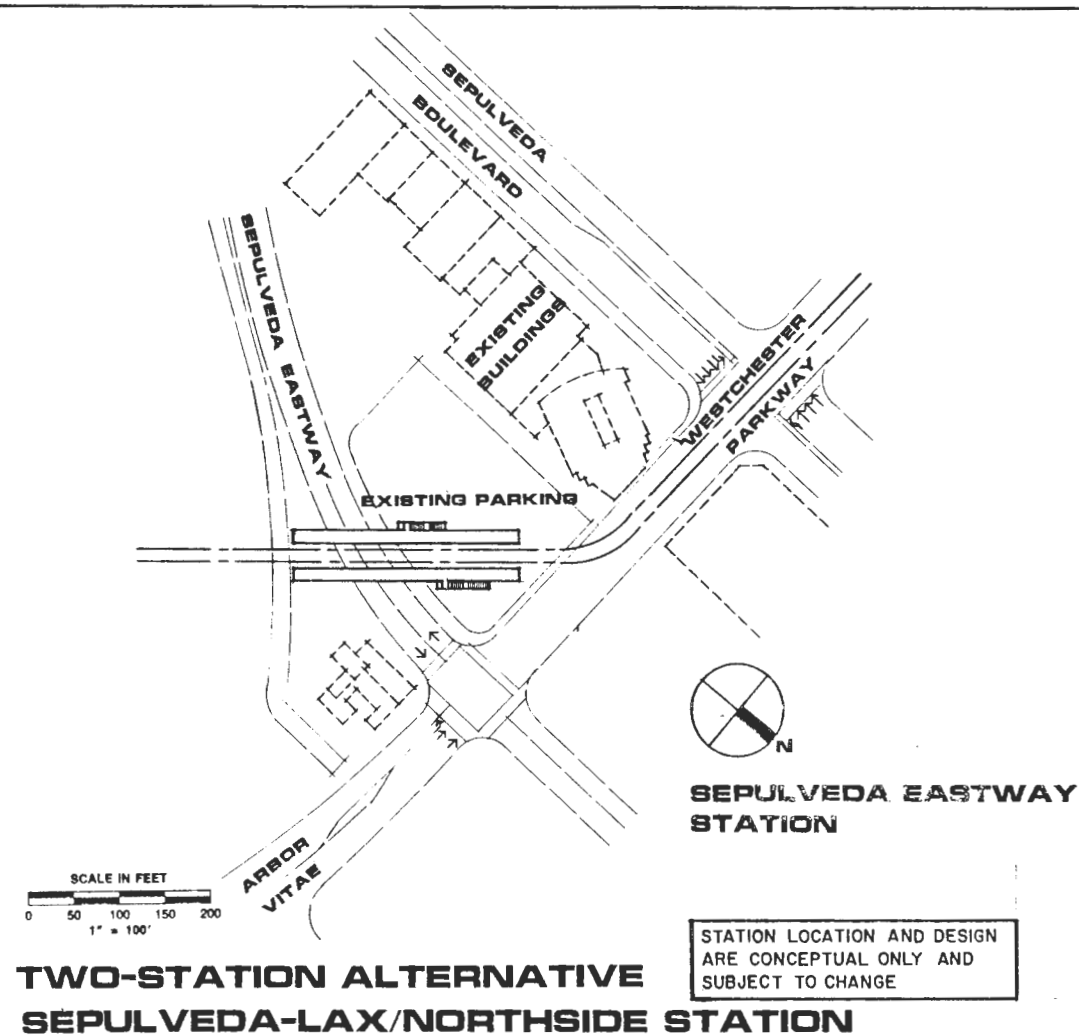 SEPULVEDA
BOULEVARD
SEPULVEDA EASTWAY
EXISTING
BUILDINGS
WESTCHESTER
PARKWAY
EXISTING PARKING
N
SEPULVEDA EASTWAY
STATION
ARBOR
VITAE
SCALE IN FEET
0 50 100 150 200
1" = 100'
STATION LOCATION AND DESIGN
ARE CONCEPTUAL ONLY AND
SUBJECT TO CHANGE
TWO-STATION ALTERNATIVE
SEPULVEDA-LAX/NORTHSIDE STATION